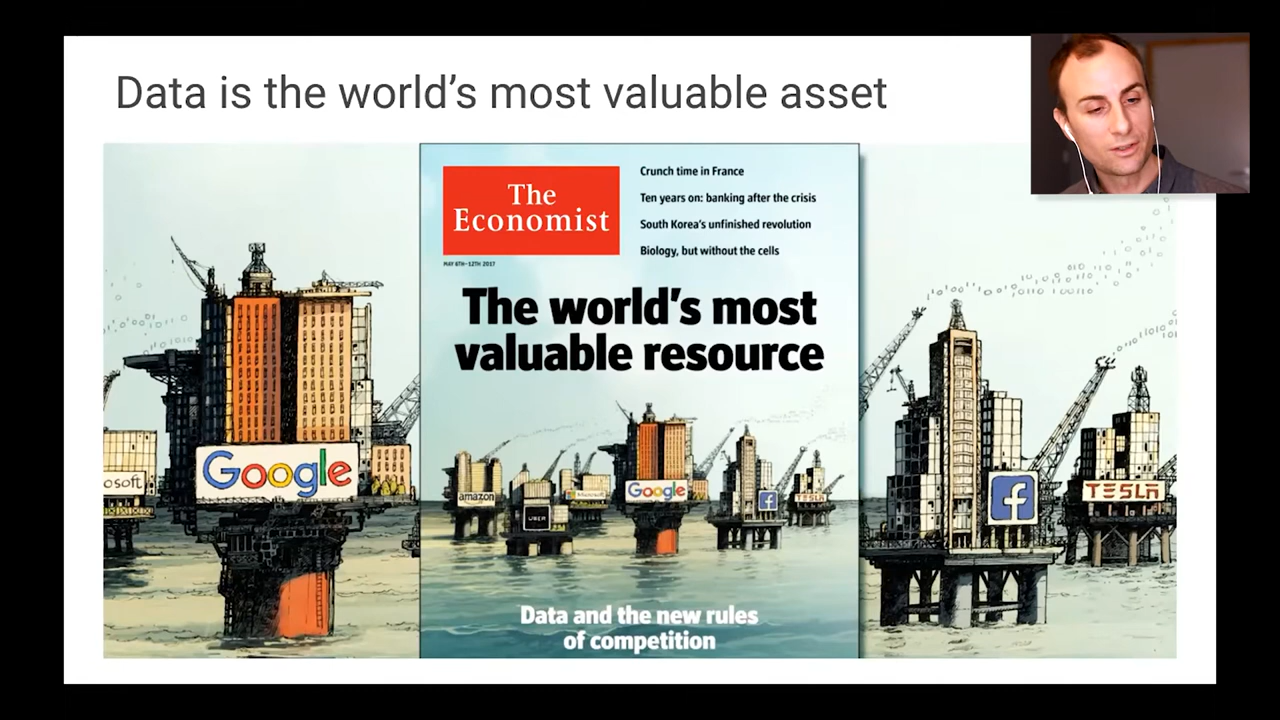 Data is the world's most valuable asset
The
Economist
MAY 6TH–12TH 2017
Crunch time in France
Ten years on: banking after the crisis
South Korea's unfinished revolution
Biology, but without the cells
The world's most
valuable resource
amazon
UBER
Microsoft
Google
f
TESLA
Data and the new rules
of competition
osoft
Google
f
TESLA